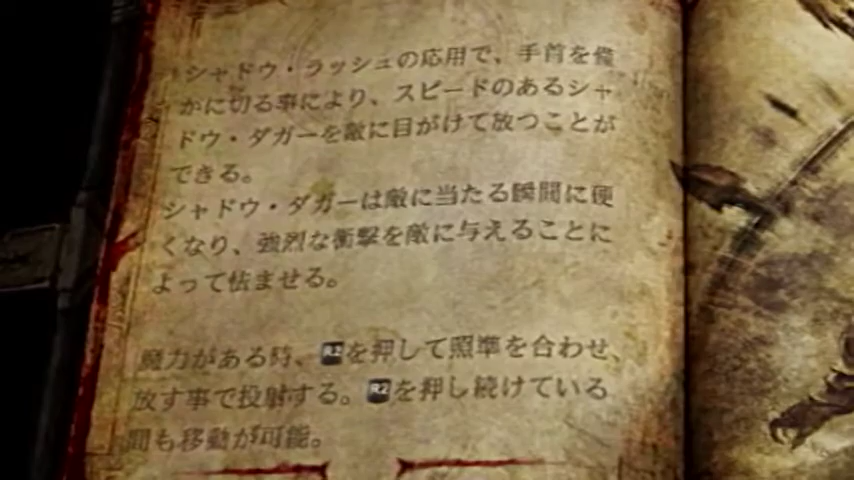 シャドウ・ラッシュの応用で、手首を僅
かに切る事により、スピードのあるシャ
ドウ・ダガーを敵に目がけて放つことが
できる。
シャドウ・ダガーは敵に当たる瞬間に硬
くなり、強烈な衝撃を敵に与えることに
よって怯ませる。
魔力がある時、R2を押して照準を合わせ、
放す事で投射する。R2を押し続けている
間も移動が可能。